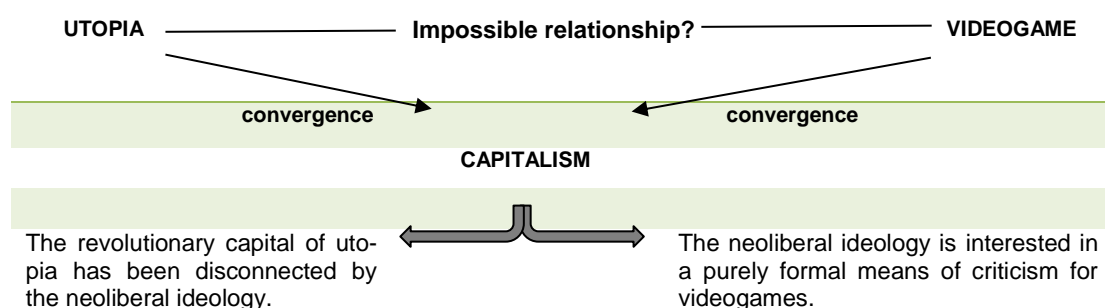 UTOPIA Impossible relationship? VIDEOGAME
convergence convergence
CAPITALISM
The revolutionary capital of uto-
pia has been disconnected by
the neoliberal ideology.
The neoliberal ideology is interested in
a purely formal means of criticism for
videogames.